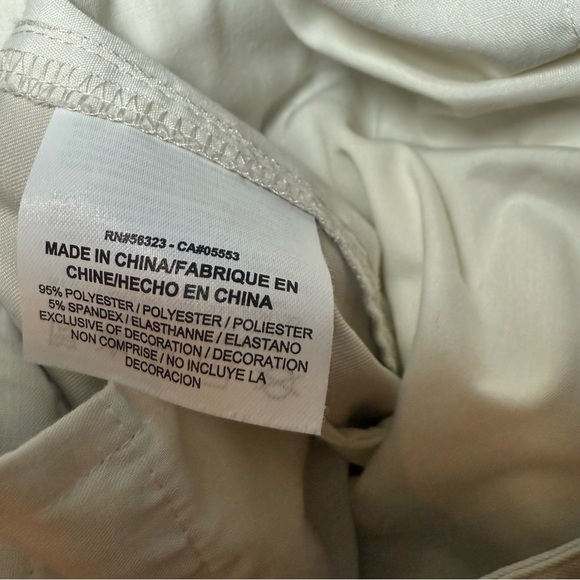 RN#56323 - CA#05553
MADE IN CHINA/FABRIQUE EN
CHINE/HECHO EN CHINA
95% POLYESTER / POLYESTER / POLIESTER
5% SPANDEX / ELASTHANNE / ELASTANO
EXCLUSIVE OF DECORATION / DECORATION
NON COMPRISE / NO INCLUYE LA
DECORACION